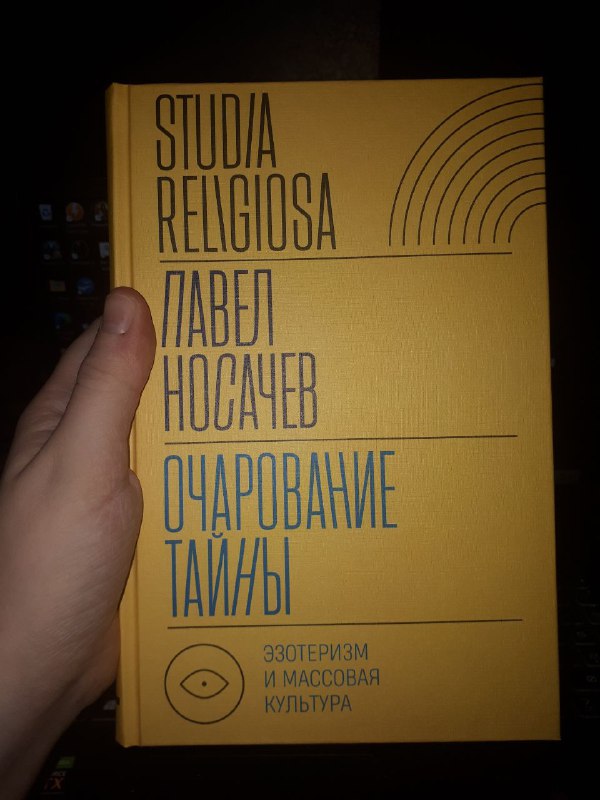 STUDIA
RELIGIOSA
ПАВЕЛ
НОСАЧЕВ
ОЧАРОВАНИЕ
ТАЙНЫ
ЭЗОТЕРИЗМ
И МАССОВАЯ
КУЛЬТУРА